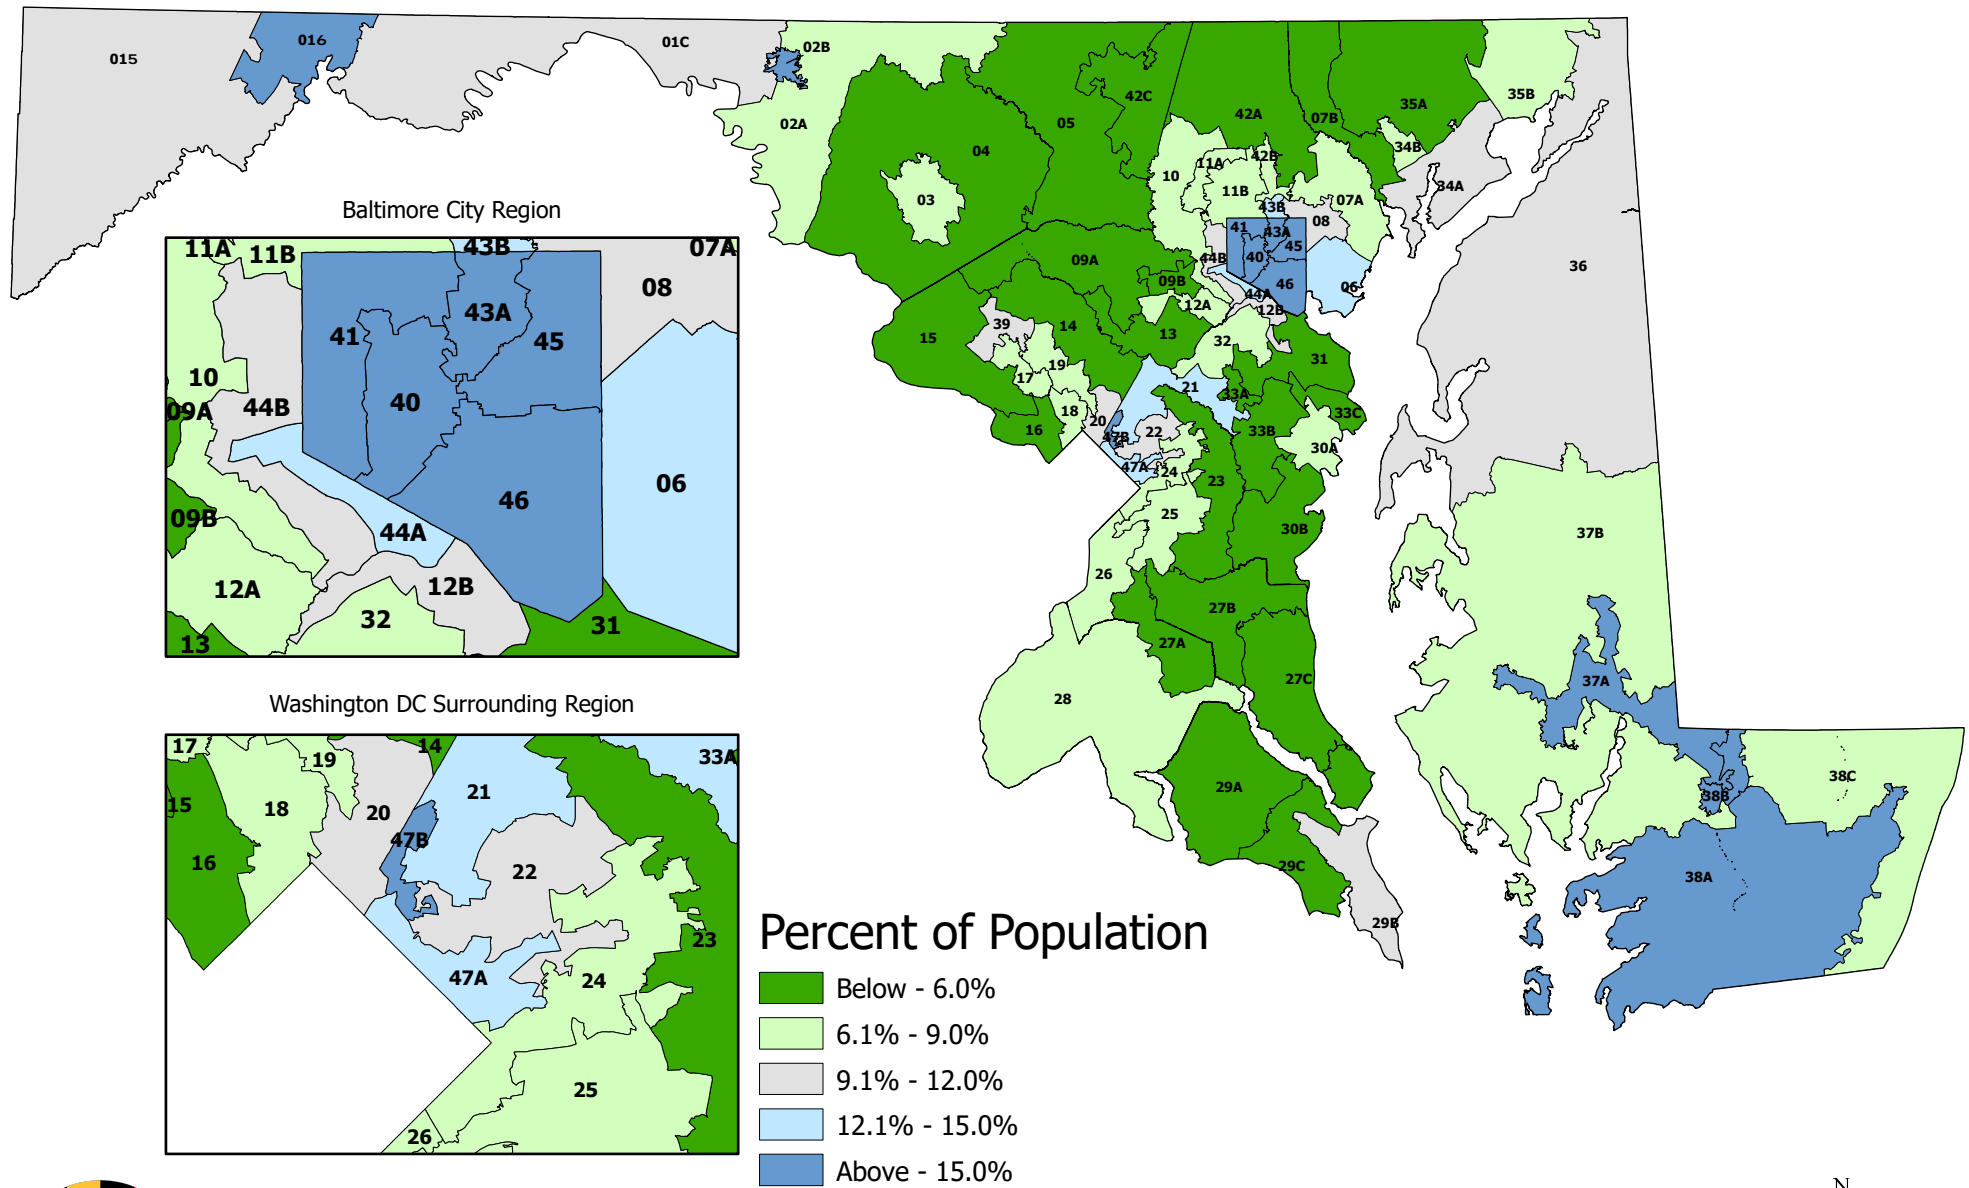 015
016
01C
02B
02A
04
03
05
42C
42A
07B
35A
35B
34B
34A
36
10
11A
42B
11B
07A
43B
08
41
43A
45
40
44B
46
06
44A
12B
09A
09B
12A
13
14
15
39
17
19
18
16
20
32
31
21
33A
33B
33C
30A
47B
22
47A
24
23
25
30B
26
27B
27A
27C
28
29A
29C
29B
37B
37A
38B
38C
38A
Baltimore City Region
11A
11B
43B
07A
08
41
43A
45
10
09A
44B
40
46
06
09B
44A
12A
12B
32
31
13
Washington DC Surrounding Region
17
19
14
33A
15
18
20
21
16
47B
22
23
47A
24
25
26
Percent of Population
Below - 6.0%
6.1% - 9.0%
9.1% - 12.0%
12.1% - 15.0%
Above - 15.0%
N